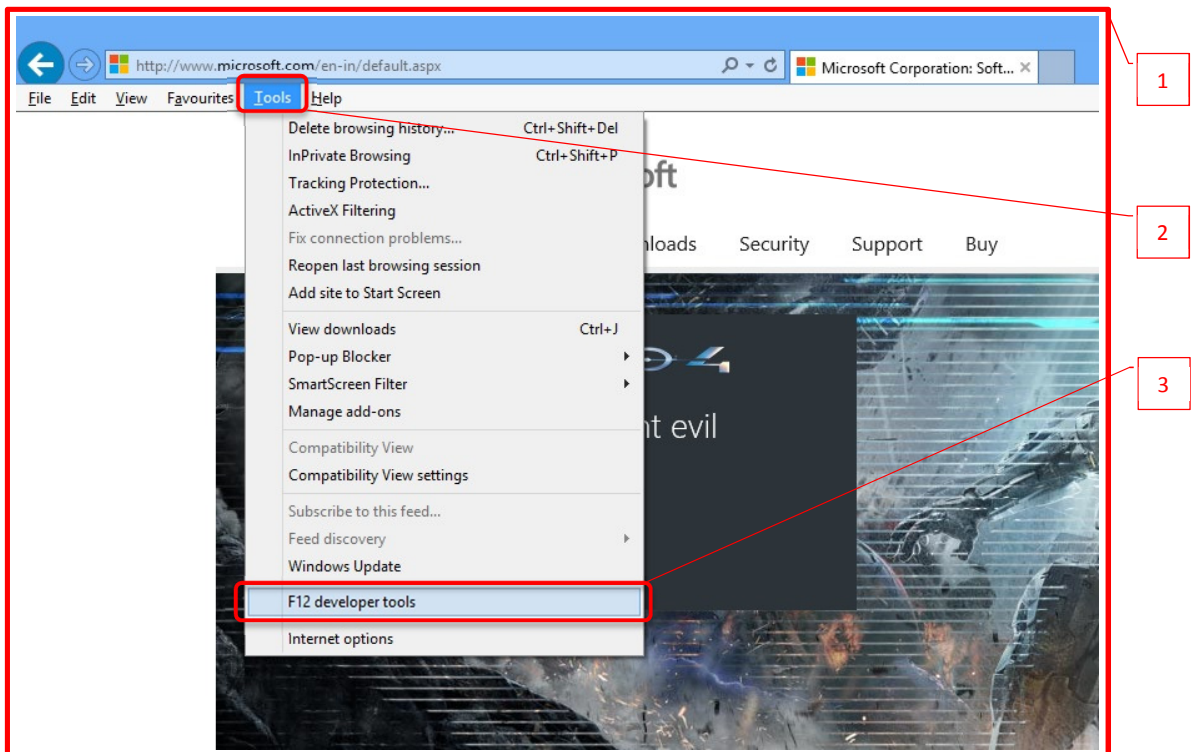 http://www.microsoft.com/en-in/default.aspx
Microsoft Corporation: Soft...
1
File Edit View Favourites Tools Help
Delete browsing history... Ctrl+Shift+Del
InPrivate Browsing Ctrl+Shift+P
Tracking Protection...
oft
ActiveX Filtering
Fix connection problems...
nloads Security Support Buy
2
Reopen last browsing session
Add site to Start Screen
View downloads Ctrl+J
Pop-up Blocker
SmartScreen Filter
3
Manage add-ons
nt evil
Compatibility View
Compatibility View settings
Subscribe to this feed...
Feed discovery
Windows Update
F12 developer tools
Internet options